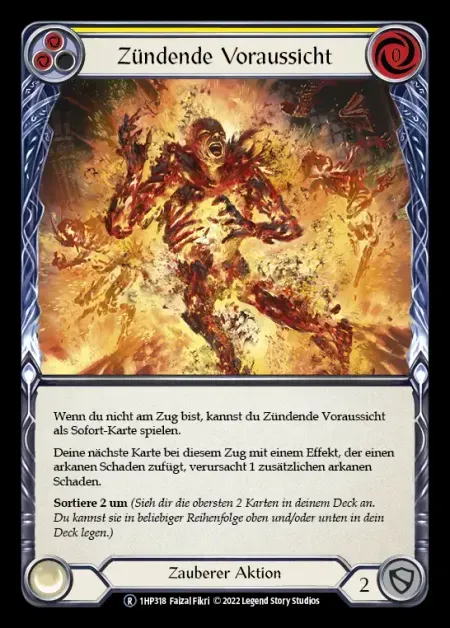 Zündende Voraussicht
0
Wenn du nicht am Zug bist, kannst du Zündende Voraussicht
als Sofort-Karte spielen.
Deine nächste Karte bei diesem Zug mit einem Effekt, der einen
arkanen Schaden zufügt, verursacht 1 zusätzlichen arkanen
Schaden.
Sortiere 2 um (Sieh dir die obersten 2 Karten in deinem Deck an.
Du kannst sie in beliebiger Reihenfolge oben und/oder unten in dein
Deck legen.)
Zauberer Aktion
2
R 1HP318 Faizal Fikri © 2022 Legend Story Studios